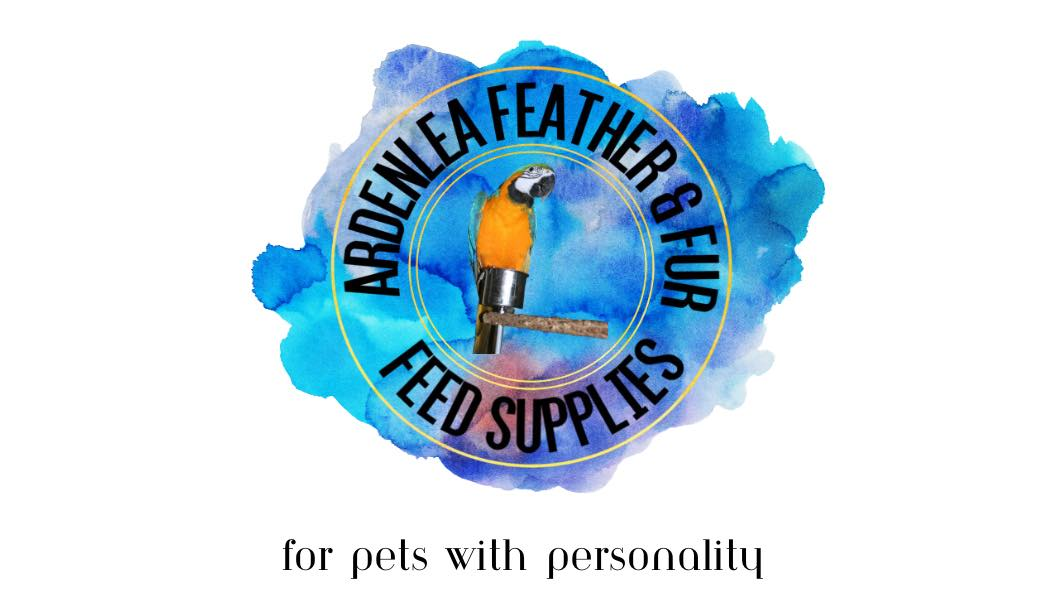 ARDENLEA FEATHER & FUR
FEED SUPPLIES
for pets with personality